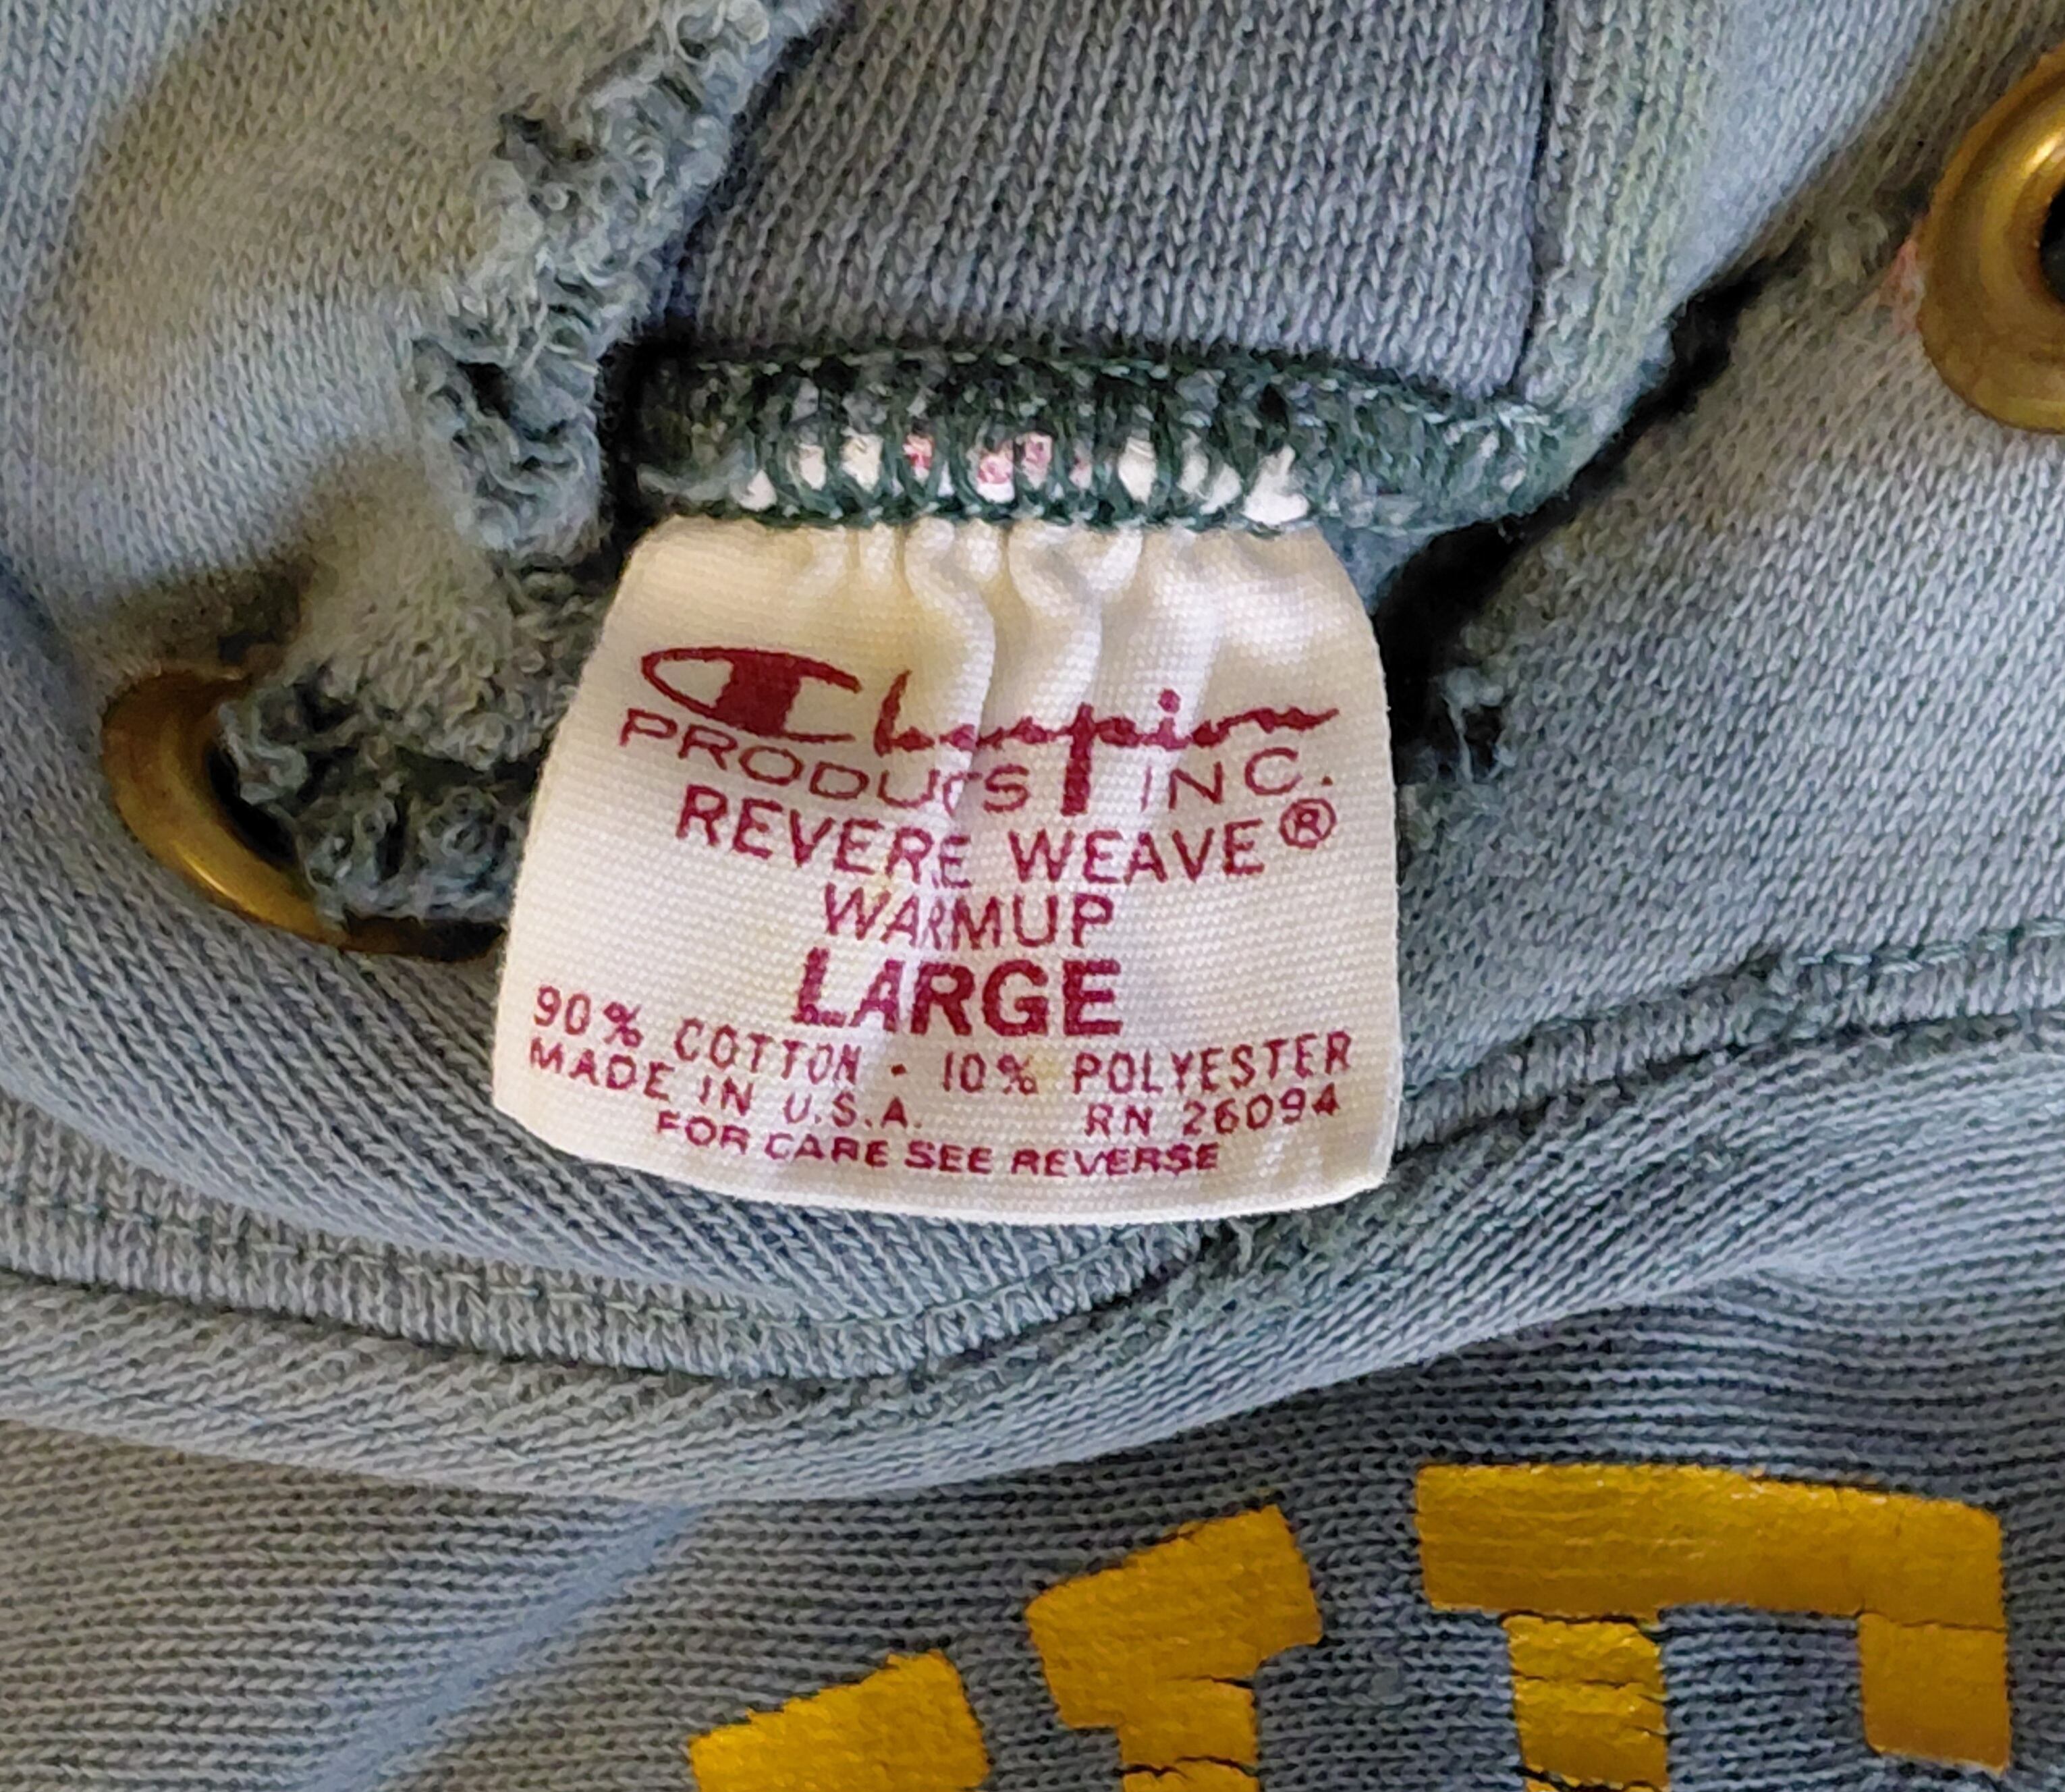 Champion
PRODUCTS INC.
REVERE WEAVE®
WARMUP
LARGE
90% COTTON · 10% POLYESTER
MADE IN U.S.A. RN 26094
FOR CARE SEE REVERSE